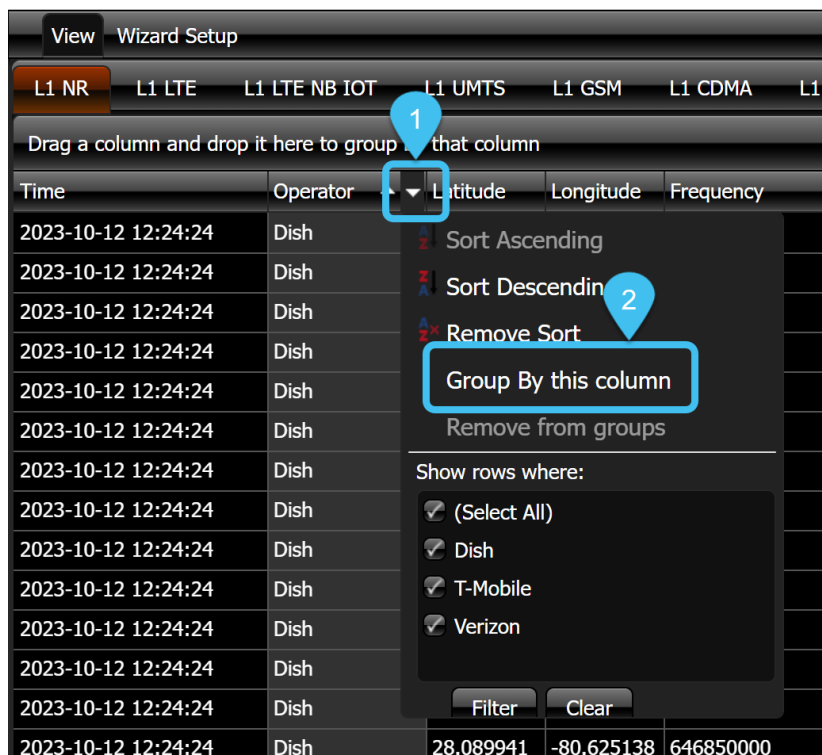 View Wizard Setup
L1 NR L1 LTE L1 LTE NB IOT L1 UMTS L1 GSM L1 CDMA L1
1
Drag a column and drop it here to group that column
Time Operator Latitude Longitude Frequency
2023-10-12 12:24:24 Dish
Sort Ascending
2023-10-12 12:24:24 Dish
Sort Descendin
2
2023-10-12 12:24:24 Dish
Remove Sort
2023-10-12 12:24:24 Dish
Group By this column
2023-10-12 12:24:24 Dish
Remove from groups
2023-10-12 12:24:24 Dish
2023-10-12 12:24:24 Dish
Show rows where:
2023-10-12 12:24:24 Dish
(Select All)
2023-10-12 12:24:24 Dish
Dish
2023-10-12 12:24:24 Dish
T-Mobile
2023-10-12 12:24:24 Dish
Verizon
2023-10-12 12:24:24 Dish
2023-10-12 12:24:24 Dish
Filter Clear
2023-10-12 12:24:24 Dish 28.089941 -80.625138 646850000